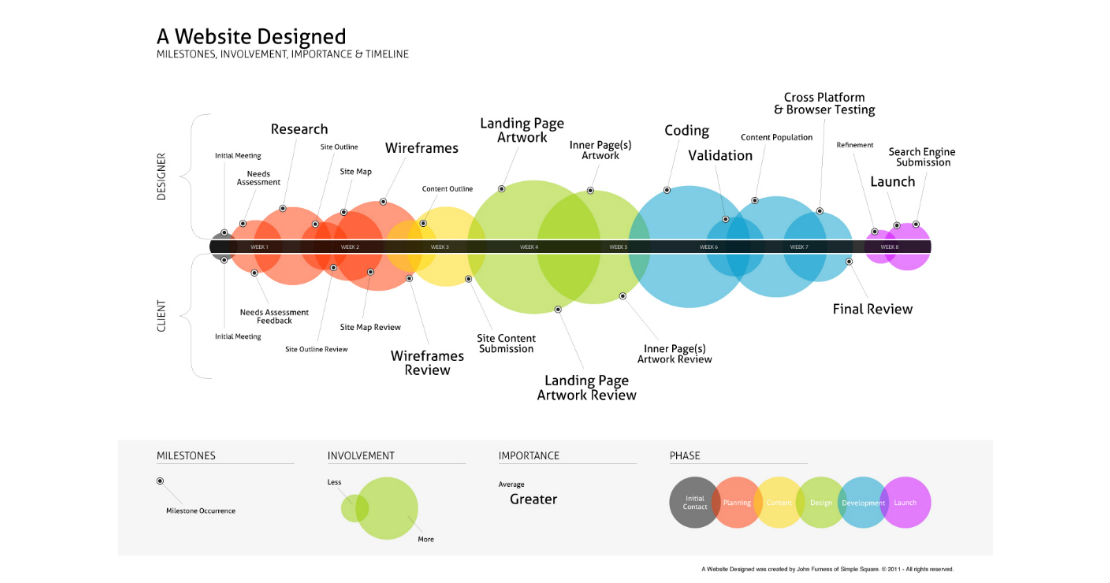 A Website Designed
MILESTONES, INVOLVEMENT, IMPORTANCE & TIMELINE
DESIGNER
Initial Meeting
Needs
Assessment
Research
Site Outline
Site Map
Wireframes
Content Outline
Landing Page
Artwork
Inner Page(s)
Artwork
Coding
Validation
Content Population
Cross Platform
& Browser Testing
Refinement
Launch
Search Engine
Submission
WEEK 1
WEEK 2
WEEK 3
WEEK 4
WEEK 5
WEEK 6
WEEK 7
WEEK 8
CLIENT
Initial Meeting
Needs Assessment
Feedback
Site Outline Review
Site Map Review
Wireframes
Review
Site Content
Submission
Landing Page
Artwork Review
Inner Page(s)
Artwork Review
Final Review
MILESTONES
Milestone Occurrence
INVOLVEMENT
Less
More
IMPORTANCE
Average
Greater
PHASE
Initial
Contact
Planning
Content
Design
Development
Launch
A Website Designed was created by John Furness of Simple Square © 2011 - All rights reserved.